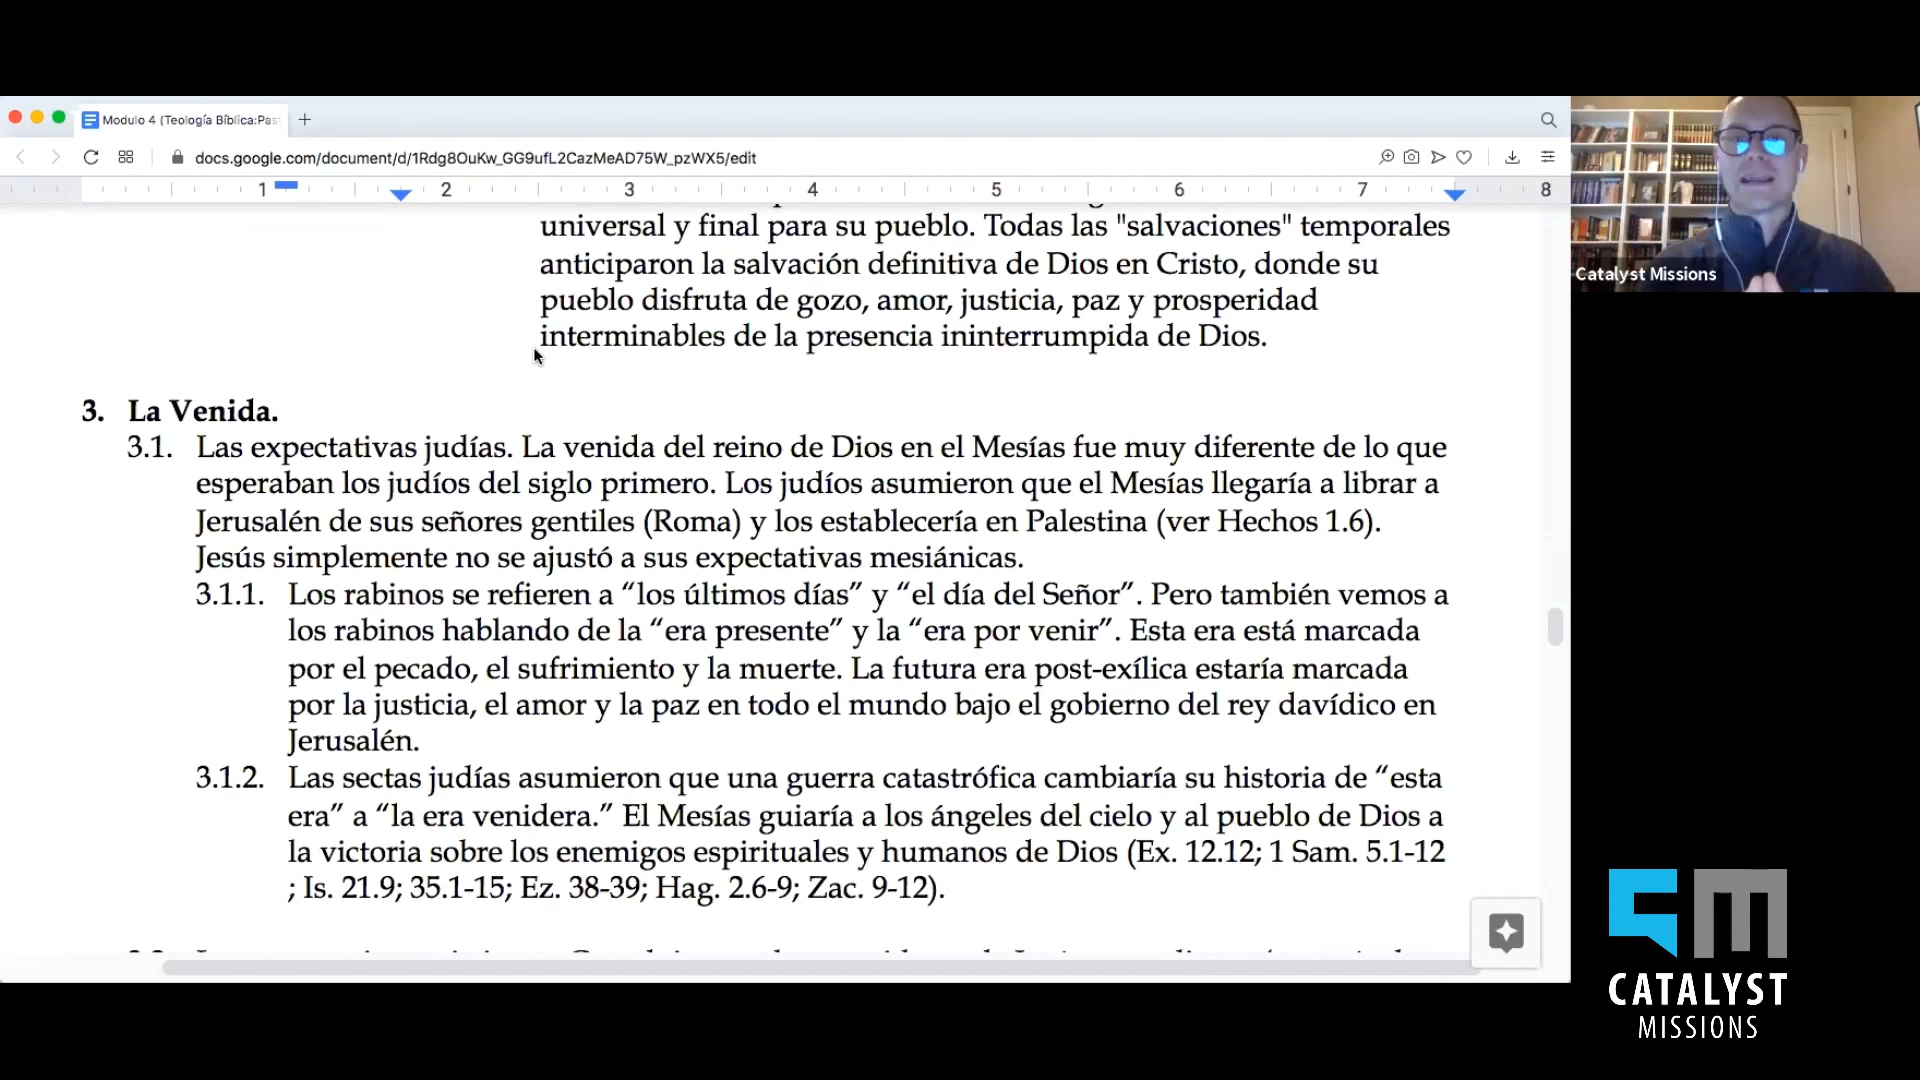 Modulo 4 (Teología Bíblica:Pas
docs.google.com/document/d/1Rdg8OuKw_GG9ufL2CazMeAD75W_pzWX5/edit
1 2 3 4 5 6 7 8
universal y final para su pueblo. Todas las "salvaciones" temporales
anticiparon la salvación definitiva de Dios en Cristo, donde su
pueblo disfruta de gozo, amor, justicia, paz y prosperidad
interminables de la presencia ininterrumpida de Dios.
3. La Venida.
3.1. Las expectativas judías. La venida del reino de Dios en el Mesías fue muy diferente de lo que
esperaban los judíos del siglo primero. Los judíos asumieron que el Mesías llegaría a librar a
Jerusalén de sus señores gentiles (Roma) y los establecería en Palestina (ver Hechos 1.6).
Jesús simplemente no se ajustó a sus expectativas mesiánicas.
3.1.1. Los rabinos se refieren a “los últimos días” y “el día del Señor”. Pero también vemos a
los rabinos hablando de la “era presente” y la “era por venir”. Esta era está marcada
por el pecado, el sufrimiento y la muerte. La futura era post-exílica estaría marcada
por la justicia, el amor y la paz en todo el mundo bajo el gobierno del rey davídico en
Jerusalén.
3.1.2. Las sectas judías asumieron que una guerra catastrófica cambiaría su historia de “esta
era” a “la era venidera.” El Mesías guiaría a los ángeles del cielo y al pueblo de Dios a
la victoria sobre los enemigos espirituales y humanos de Dios (Ex. 12.12; 1 Sam. 5.1-12
; Is. 21.9; 35.1-15; Ez. 38-39; Hag. 2.6-9; Zac. 9-12).
Catalyst Missions
CATALYST
MISSIONS